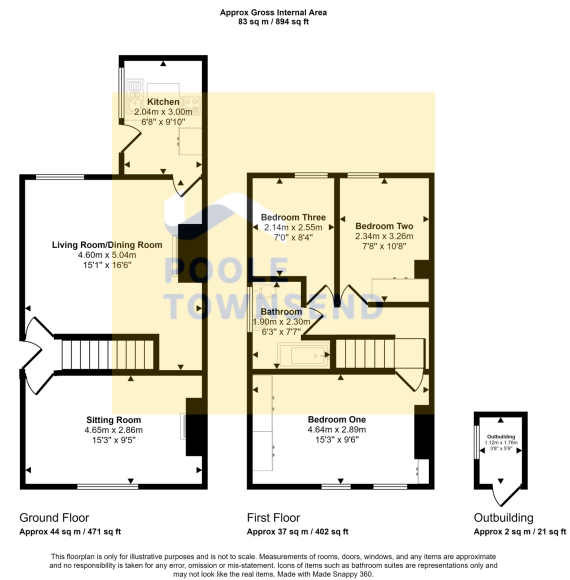 Approx Gross Internal Area
83 sq m / 894 sq ft
Kitchen
2.04m x 3.00m
6'8" x 9'10"
Living Room/Dining Room
4.60m x 5.04m
15'1" x 16'6"
Sitting Room
4.65m x 2.86m
15'3" x 9'5"
Bedroom Three
2.14m x 2.55m
7'0" x 8'4"
Bedroom Two
2.34m x 3.26m
7'8" x 10'8"
Bathroom
1.90m x 2.30m
6'3" x 7'7"
Bedroom One
4.64m x 2.89m
15'3" x 9'6"
Outbuilding
1.12m x 1.76m
3'8" x 5'9"
POOLE
TOWNSEND
Ground Floor
Approx 44 sq m / 471 sq ft
First Floor
Approx 37 sq m / 402 sq ft
Outbuilding
Approx 2 sq m / 21 sq ft
This floorplan is only for illustrative purposes and is not to scale. Measurements of rooms, doors, windows, and any items are approximate
and no responsibility is taken for any error, omission or mis-statement. Icons of items such as bathroom suites are representations only and
may not look like the real items. Made with Made Snappy 360.